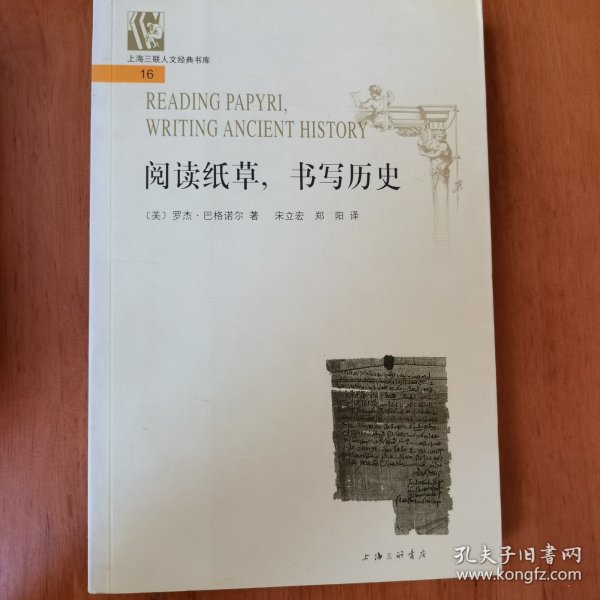 上海三联人文经典书库
16
READING PAPYRI,
WRITING ANCIENT HISTORY
阅读纸草，书写历史
〔美〕罗杰·巴格诺尔 著 宋立宏 郑 阳 译
上海三联书店
孔夫子旧书网
www.kongfz.com